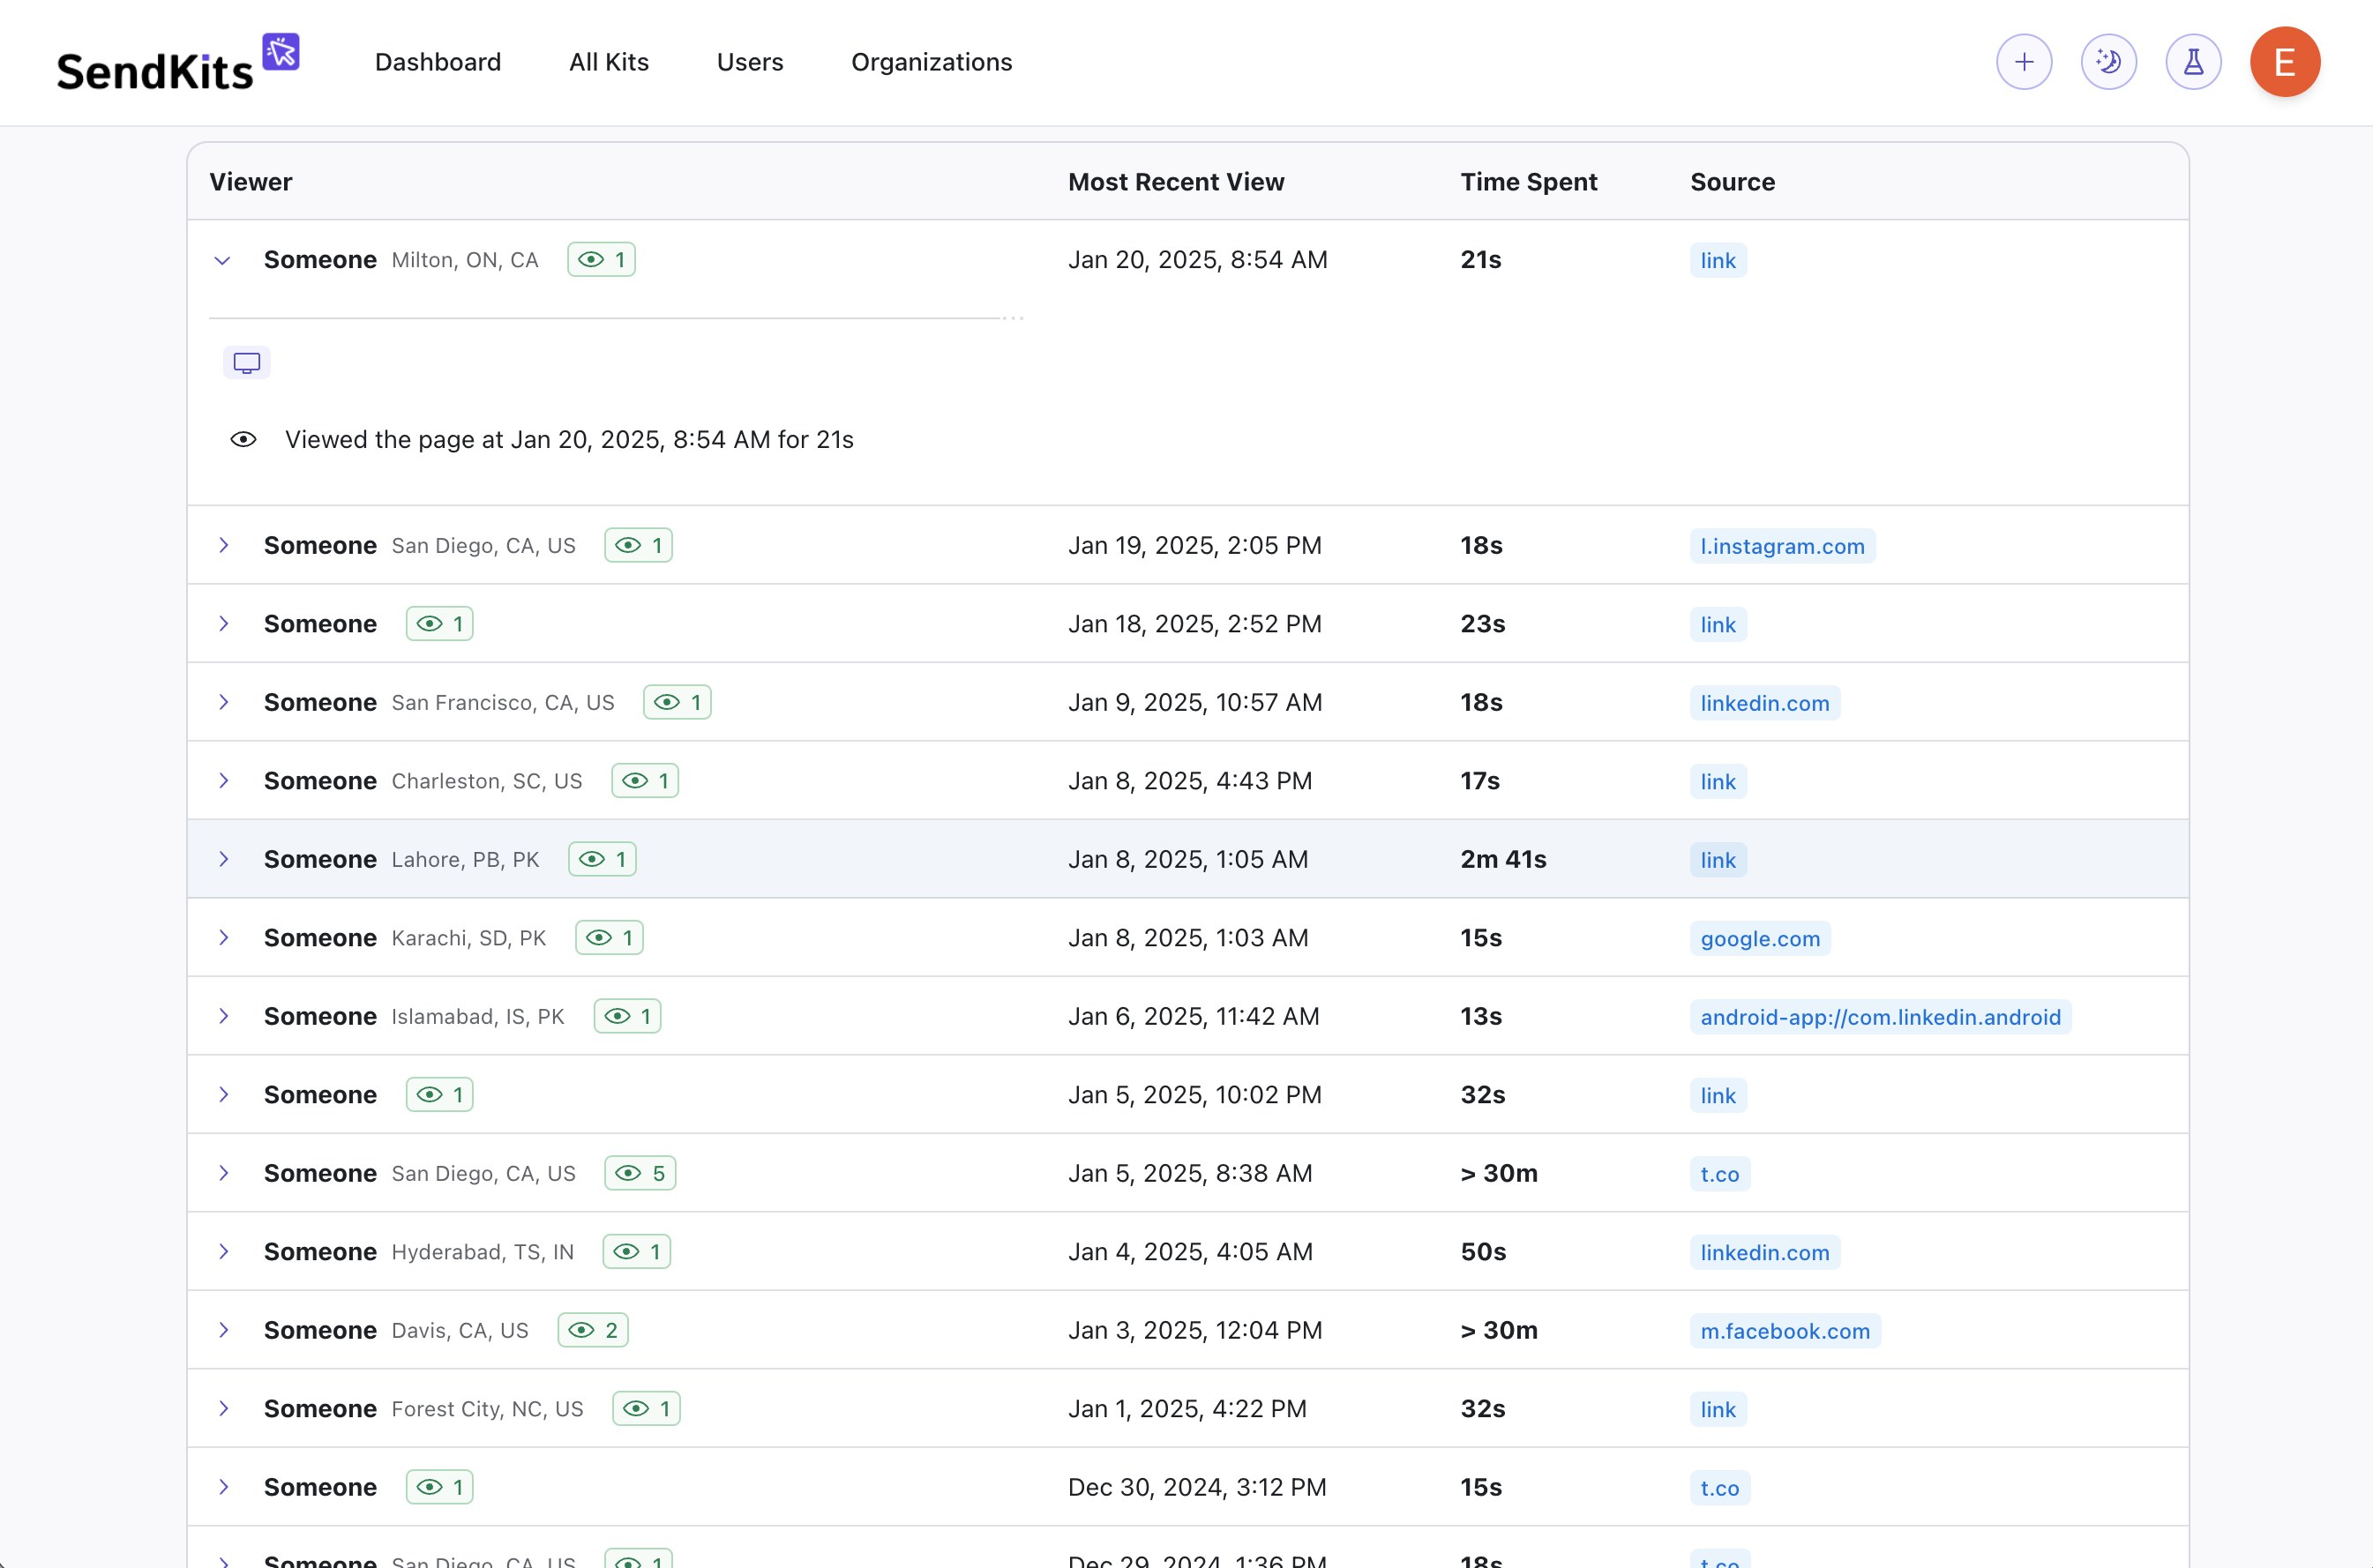 SendKits Dashboard All Kits Users Organizations E
Viewer Most Recent View Time Spent Source
Someone Milton, ON, CA 1 Jan 20, 2025, 8:54 AM 21s link
Viewed the page at Jan 20, 2025, 8:54 AM for 21s
Someone San Diego, CA, US 1 Jan 19, 2025, 2:05 PM 18s l.instagram.com
Someone 1 Jan 18, 2025, 2:52 PM 23s link
Someone San Francisco, CA, US 1 Jan 9, 2025, 10:57 AM 18s linkedin.com
Someone Charleston, SC, US 1 Jan 8, 2025, 4:43 PM 17s link
Someone Lahore, PB, PK 1 Jan 8, 2025, 1:05 AM 2m 41s link
Someone Karachi, SD, PK 1 Jan 8, 2025, 1:03 AM 15s google.com
Someone Islamabad, IS, PK 1 Jan 6, 2025, 11:42 AM 13s android-app://com.linkedin.android
Someone 1 Jan 5, 2025, 10:02 PM 32s link
Someone San Diego, CA, US 5 Jan 5, 2025, 8:38 AM > 30m t.co
Someone Hyderabad, TS, IN 1 Jan 4, 2025, 4:05 AM 50s linkedin.com
Someone Davis, CA, US 2 Jan 3, 2025, 12:04 PM > 30m m.facebook.com
Someone Forest City, NC, US 1 Jan 1, 2025, 4:22 PM 32s link
Someone 1 Dec 30, 2024, 3:12 PM 15s t.co
Someone San Diego, CA, US 1 Dec 29, 2024, 1:36 PM 18s t.co